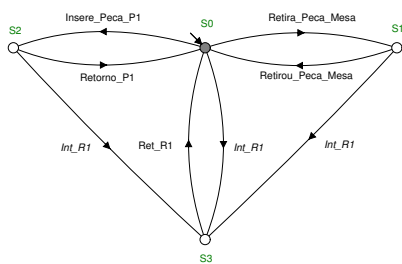 Insere_Peca_P1
S0
Retira_Peca_Mesa
S2
S1
Retorno_P1
Retirou_Peca_Mesa
Int_R1
Ret_R1
Int_R1
Int_R1
S3